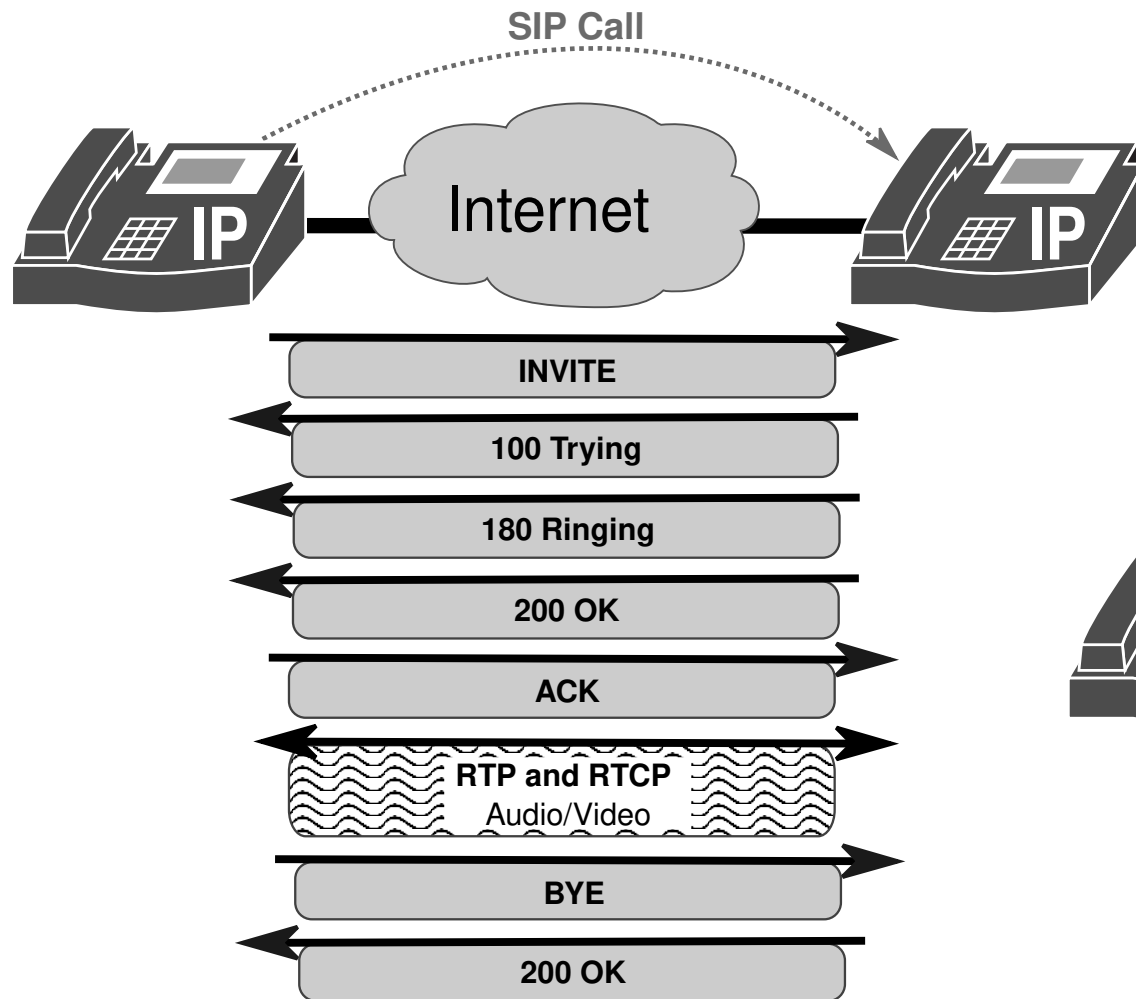 SIP Call
IP
Internet
IP
INVITE
100 Trying
180 Ringing
200 OK
ACK
RTP and RTCP
Audio/Video
BYE
200 OK